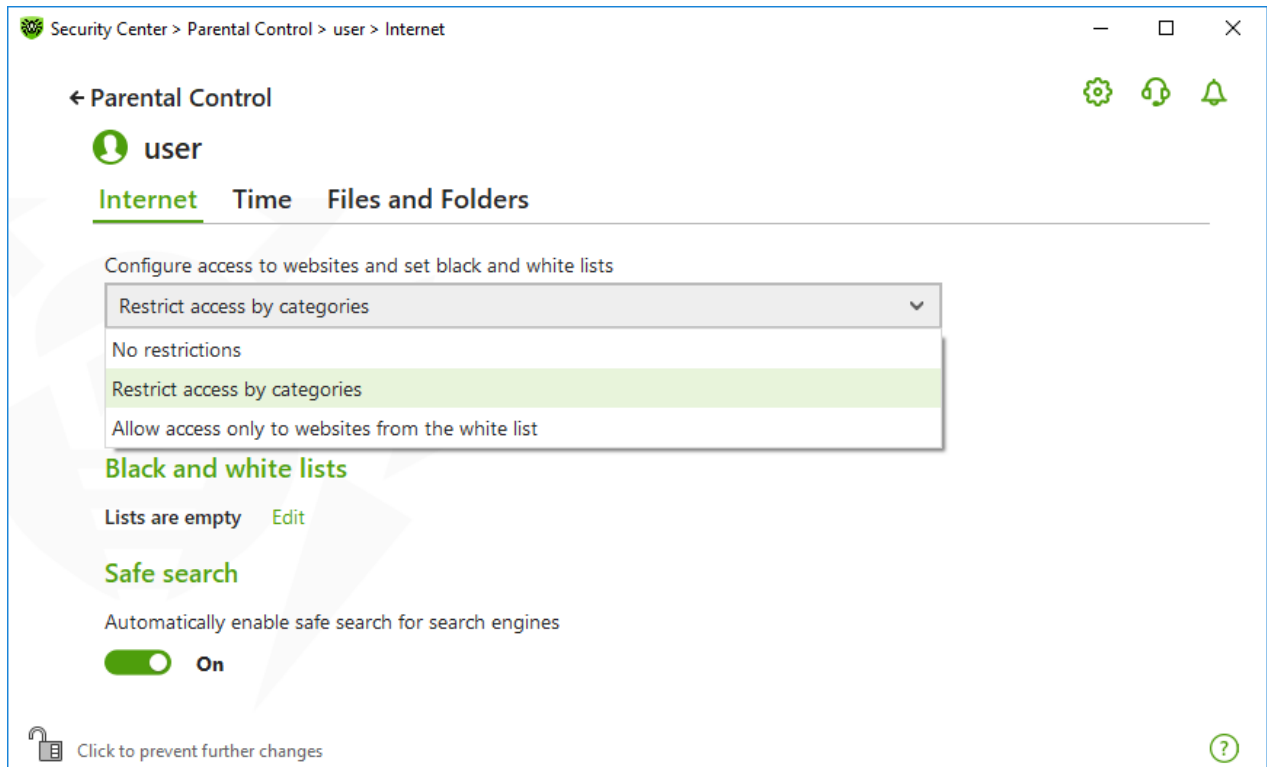 Security Center > Parental Control > user > Internet
Parental Control
user
Internet Time Files and Folders
Configure access to websites and set black and white lists
Restrict access by categories
No restrictions
Restrict access by categories
Allow access only to websites from the white list
Black and white lists
Lists are empty Edit
Safe search
Automatically enable safe search for search engines
On
Click to prevent further changes
?